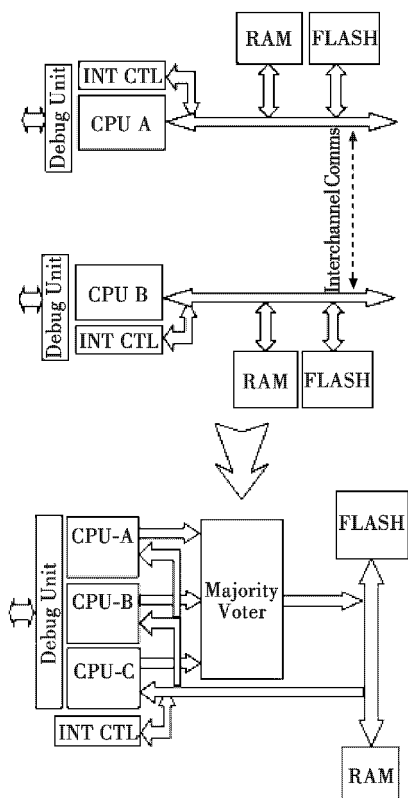 RAM
FLASH
INT CTL
Debug Unit
CPU A
Interchannel Comms
Debug Unit
CPU B
INT CTL
RAM
FLASH
FLASH
Debug Unit
CPU-A
CPU-B
CPU-C
Majority
Voter
INT CTL
RAM